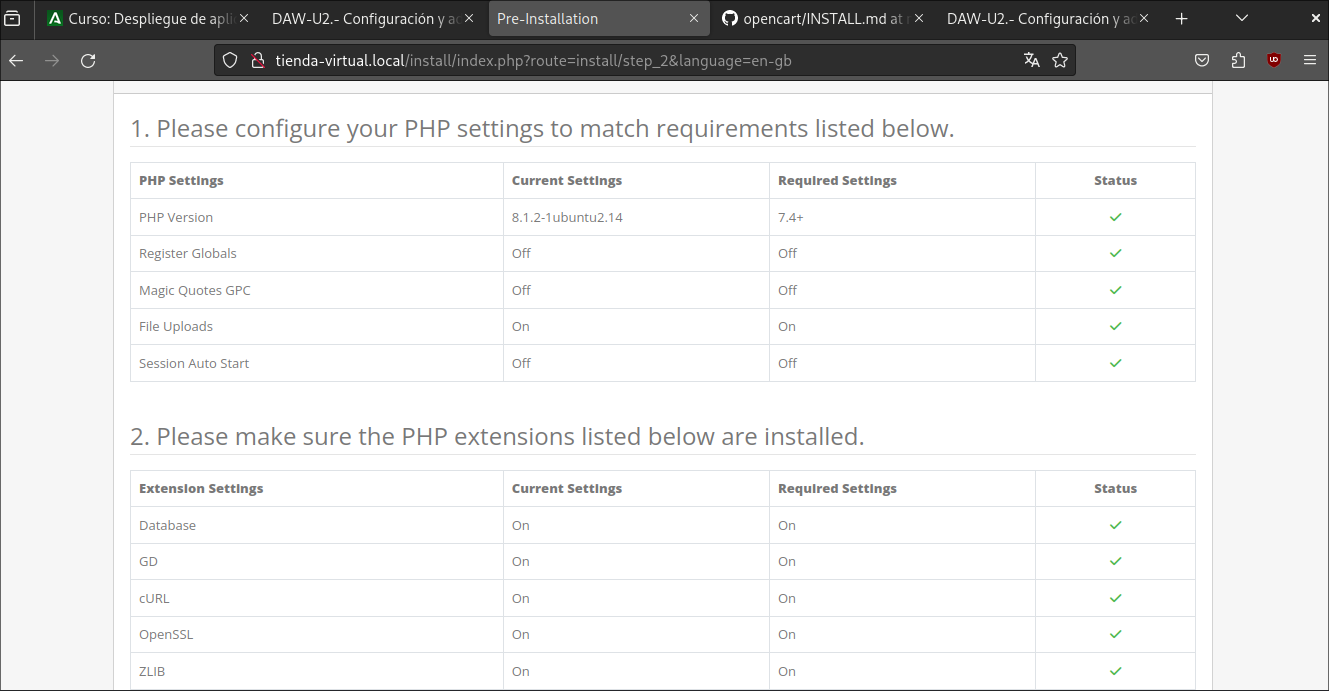 Curso: Despliegue de apli
DAW-U2.- Configuración y a
Pre-Installation
opencart/INSTALL.md at
DAW-U2.- Configuración y a
tienda-virtual.local/install/index.php?route=install/step_2&language=en-gb
1. Please configure your PHP settings to match requirements listed below.
PHP Settings Current Settings Required Settings Status
PHP Version 8.1.2-1ubuntu2.14 7.4+
Register Globals Off Off
Magic Quotes GPC Off Off
File Uploads On On
Session Auto Start Off Off
2. Please make sure the PHP extensions listed below are installed.
Extension Settings Current Settings Required Settings Status
Database On On
GD On On
cURL On On
OpenSSL On On
ZLIB On On